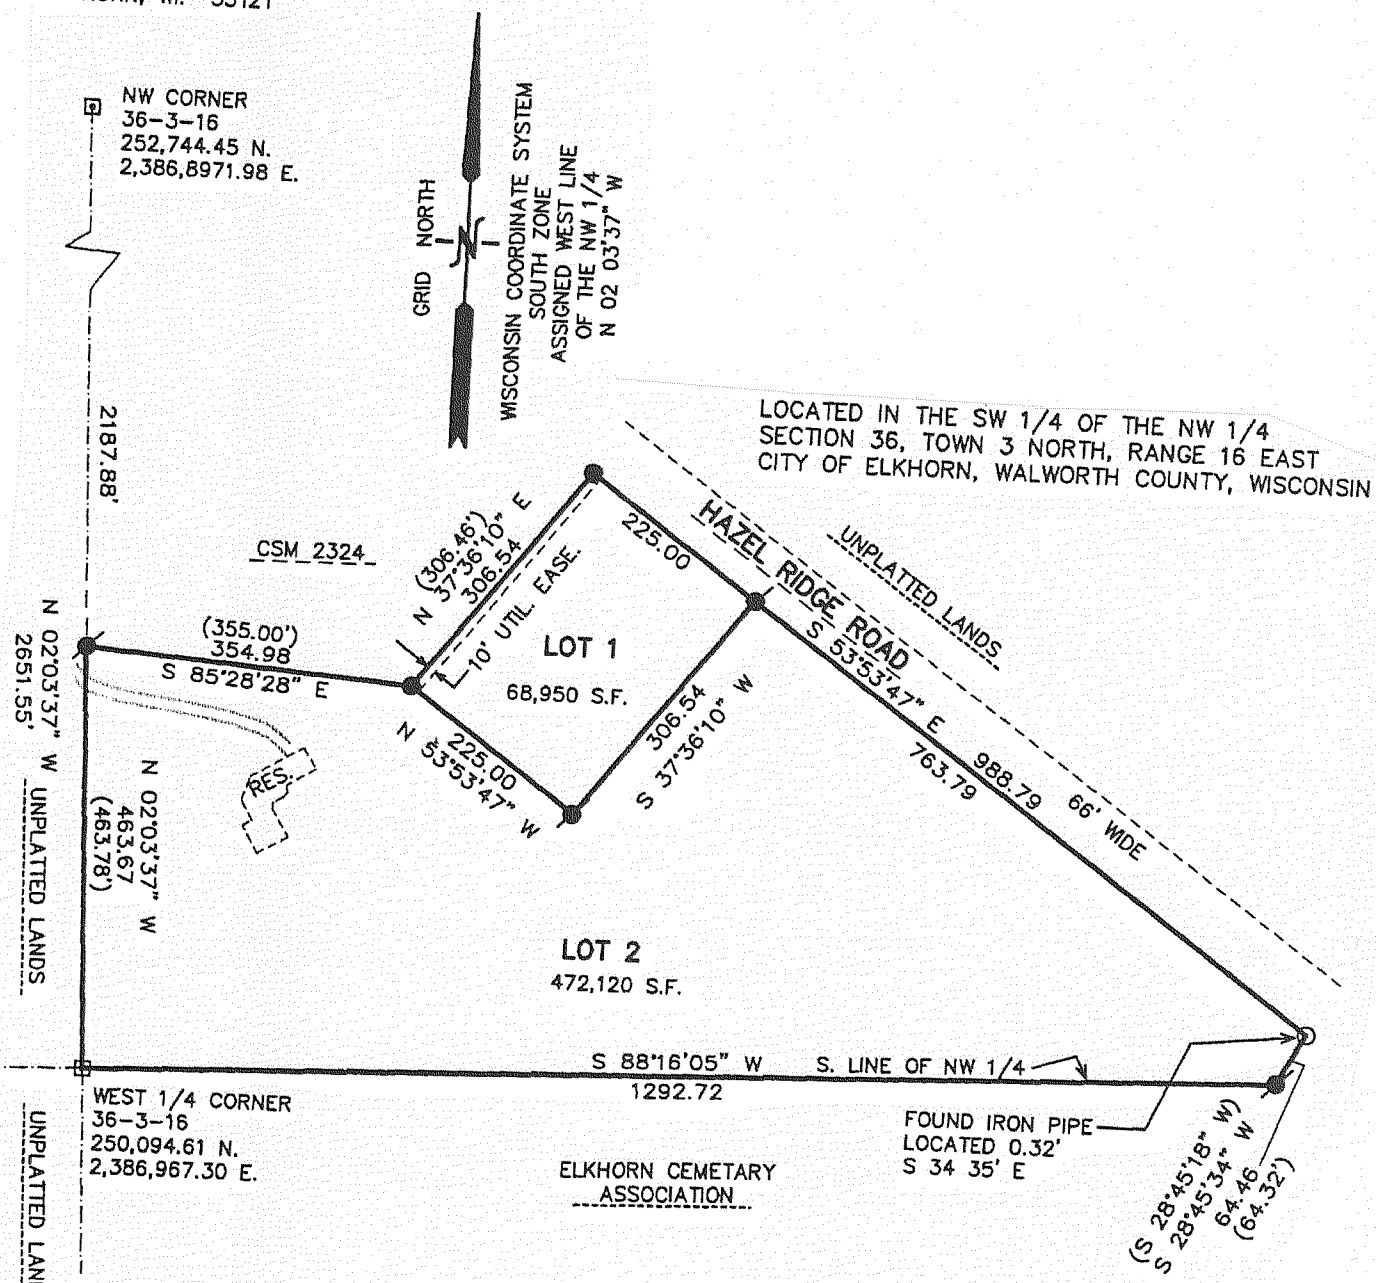 NW CORNER
36-3-16
252,744.45 N.
2,386,8971.98 E.
GRID NORTH
N
WISCONSIN COORDINATE SYSTEM
SOUTH ZONE
ASSIGNED WEST LINE
OF THE NW 1/4
N 02 03'37" W
LOCATED IN THE SW 1/4 OF THE NW 1/4
SECTION 36, TOWN 3 NORTH, RANGE 16 EAST
CITY OF ELKHORN, WALWORTH COUNTY, WISCONSIN
2187.88'
CSM 2324
(306.46')
N 37°36'10" E
306.54
10' UTIL. EASE.
225.00
HAZEL RIDGE ROAD
UNPLATTED LANDS
LOT 1
68,950 S.F.
(355.00')
354.98
S 85°28'28" E
N 02°03'37" W
2651.55'
UNPLATTED LANDS
N 02°03'37" W
463.67
(463.78')
RES.
225.00
N 53°53'47" W
306.54
S 37°36'10" W
S 53°53'47" E
988.79
763.79
66' WIDE
LOT 2
472,120 S.F.
S 88°16'05" W
1292.72
S. LINE OF NW 1/4
WEST 1/4 CORNER
36-3-16
250,094.61 N.
2,386,967.30 E.
UNPLATTED
ELKHORN CEMETARY
ASSOCIATION
FOUND IRON PIPE
LOCATED 0.32'
S 34 35' E
(S 28°45'18" W)
S 28°45'34" W
64.46
(64.32')